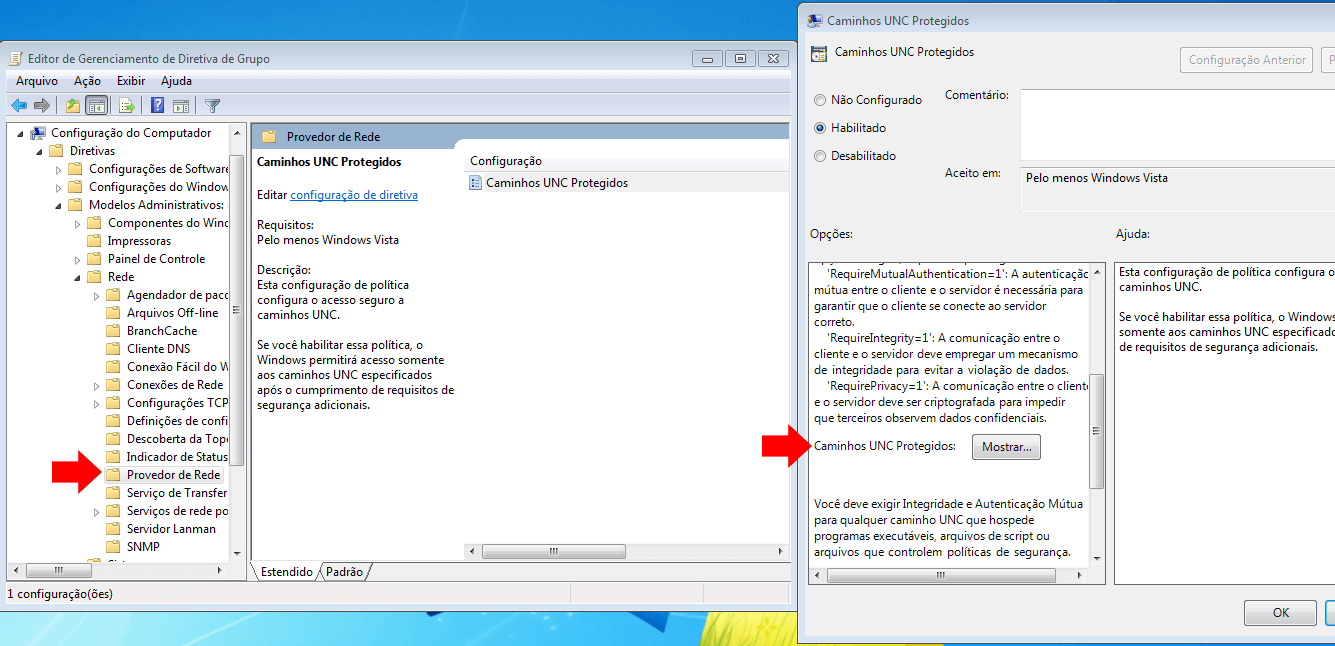 Editor de Gerenciamento de Diretiva de Grupo
Arquivo Ação Exibir Ajuda
Configuração do Computador
Diretivas
Configurações de Software
Configurações do Window
Modelos Administrativos:
Componentes do Winc
Impressoras
Painel de Controle
Rede
Agendador de paco
Arquivos Off-line
BranchCache
Cliente DNS
Conexão Fácil do W
Conexões de Rede
Configurações TCP
Definições de confi
Descoberta da Topo
Indicador de Status
Provedor de Rede
Serviço de Transfer
Serviços de rede po
Servidor Lanman
SNMP
Provedor de Rede
Caminhos UNC Protegidos
Editar configuração de diretiva
Requisitos:
Pelo menos Windows Vista
Descrição:
Esta configuração de política
configura o acesso seguro a
caminhos UNC.
Se você habilitar essa política, o
Windows permitirá acesso somente
aos caminhos UNC especificados
após o cumprimento de requisitos de
segurança adicionais.
Configuração
Caminhos UNC Protegidos
Estendido Padrão
1 configuração(ões)
Caminhos UNC Protegidos
Caminhos UNC Protegidos
Configuração Anterior
P
Não Configurado
Habilitado
Desabilitado
Comentário:
Aceito em:
Pelo menos Windows Vista
Opções:
Ajuda:
'RequireMutualAuthentication=1': A autenticação
mútua entre o cliente e o servidor é necessária para
garantir que o cliente se conecte ao servidor
correto.
'RequireIntegrity=1': A comunicação entre o
cliente e o servidor deve empregar um mecanismo
de integridade para evitar a violação de dados.
'RequirePrivacy=1': A comunicação entre o cliente
e o servidor deve ser criptografada para impedir
que terceiros observem dados confidenciais.
Caminhos UNC Protegidos: Mostrar...
Você deve exigir Integridade e Autenticação Mútua
para qualquer caminho UNC que hospede
programas executáveis, arquivos de script ou
arquivos que controlem políticas de segurança.
Esta configuração de política configura o
caminhos UNC.
Se você habilitar essa política, o Windows
somente aos caminhos UNC especificado
de requisitos de segurança adicionais.
OK